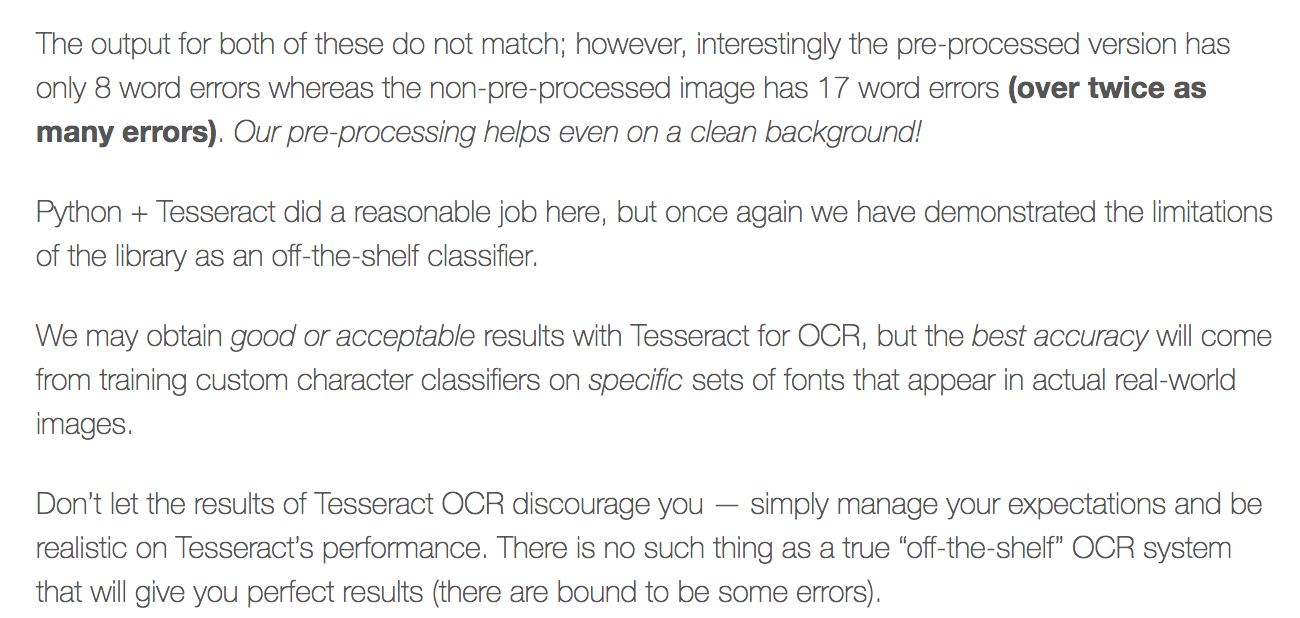 The output for both of these do not match; however, interestingly the pre-processed version has
only 8 word errors whereas the non-pre-processed image has 17 word errors (over twice as
many errors). Our pre-processing helps even on a clean background!
Python + Tesseract did a reasonable job here, but once again we have demonstrated the limitations
of the library as an off-the-shelf classifier.
We may obtain good or acceptable results with Tesseract for OCR, but the best accuracy will come
from training custom character classifiers on specific sets of fonts that appear in actual real-world
images.
Don’t let the results of Tesseract OCR discourage you — simply manage your expectations and be
realistic on Tesseract’s performance. There is no such thing as a true “off-the-shelf” OCR system
that will give you perfect results (there are bound to be some errors).